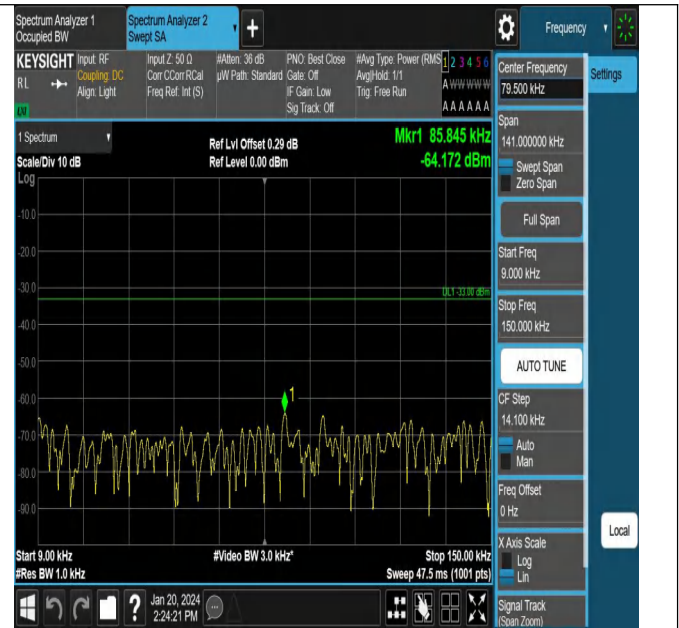 Spectrum Analyzer 1
Occupied BW
Spectrum Analyzer 2
Swept SA
Frequency
KEYSIGHT
RL
LXI
Input: RF
Coupling: DC
Align: Light
Input Z: 50 Ω
Corr CCorr RCal
Freq Ref: Int (S)
#Atten: 36 dB
µW Path: Standard
PNO: Best Close
Gate: Off
IF Gain: Low
Sig Track: Off
#Avg Type: Power (RMS
Avg|Hold: 1/1
Trig: Free Run
1 2 3 4 5 6
A W W W W W
A A A A A A
1 Spectrum
Scale/Div 10 dB
Log
Ref Lvl Offset 0.29 dB
Ref Level 0.00 dBm
Mkr1 85.845 kHz
-64.172 dBm
-10.0
-20.0
-30.0
-40.0
-50.0
-60.0
-70.0
-80.0
-90.0
DL1 -33.00 dBm
1
Start 9.00 kHz
#Res BW 1.0 kHz
#Video BW 3.0 kHz*
Stop 150.00 kHz
Sweep 47.5 ms (1001 pts)
Jan 20, 2024
2:24:21 PM
Center Frequency
79.500 kHz
Span
141.000000 kHz
Swept Span
Zero Span
Full Span
Start Freq
9.000 kHz
Stop Freq
150.000 kHz
AUTO TUNE
CF Step
14.100 kHz
Auto
Man
Freq Offset
0 Hz
X Axis Scale
Log
Lin
Signal Track
(Span Zoom)
Settings
Local